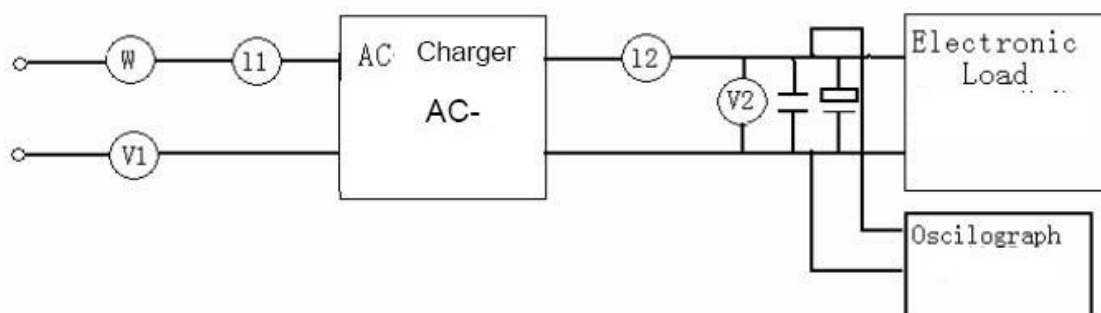 W
I1
AC Charger
AC-
I2
V2
V1
Electronic
Load
Oscilograph